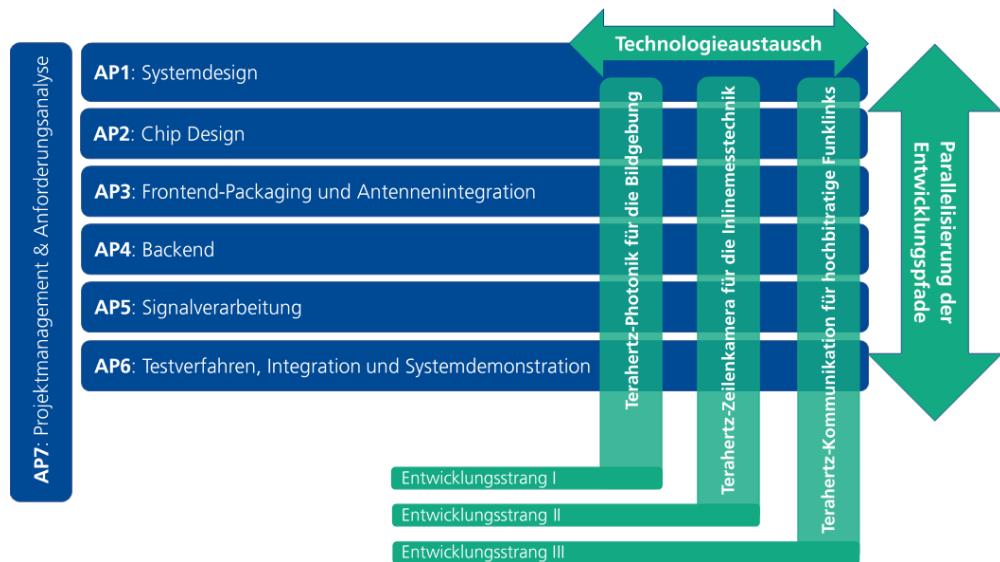 Technologieaustausch
AP7: Projektmanagement & Anforderungsanalyse
AP1: Systemdesign
AP2: Chip Design
AP3: Frontend-Packaging und Antennenintegration
AP4: Backend
AP5: Signalverarbeitung
AP6: Testverfahren, Integration und Systemdemonstration
Terahertz-Photonik für die Bildgebung
Terahertz-Zeilenkamera für die Inlinemesstechnik
Terahertz-Kommunikation für hochbitratige Funklinks
Parallelisierung der
Entwicklungspfade
Entwicklungsstrang I
Entwicklungsstrang II
Entwicklungsstrang III